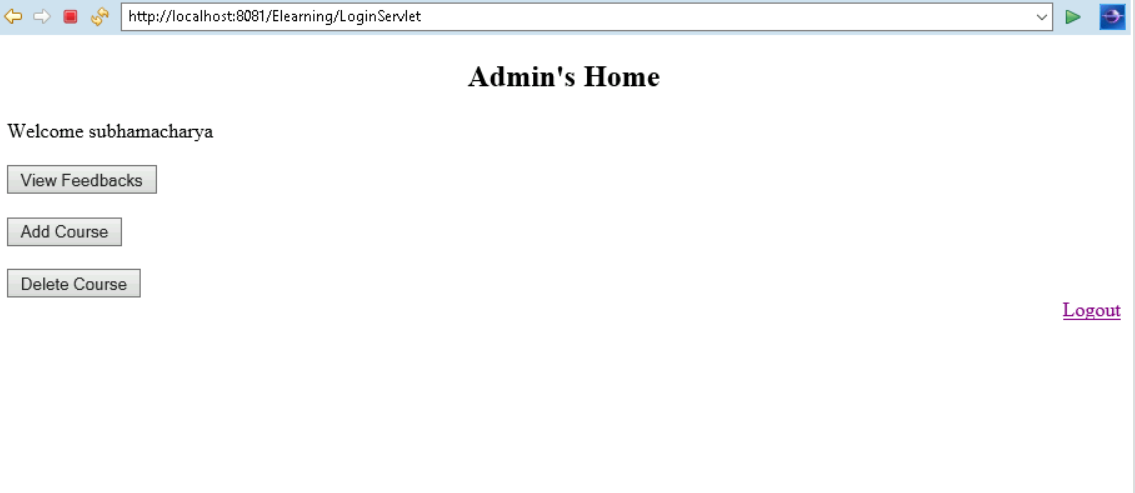 http://localhost:8081/Elearning/LoginServlet
Admin's Home
Welcome subhamacharya
View Feedbacks
Add Course
Delete Course
Logout